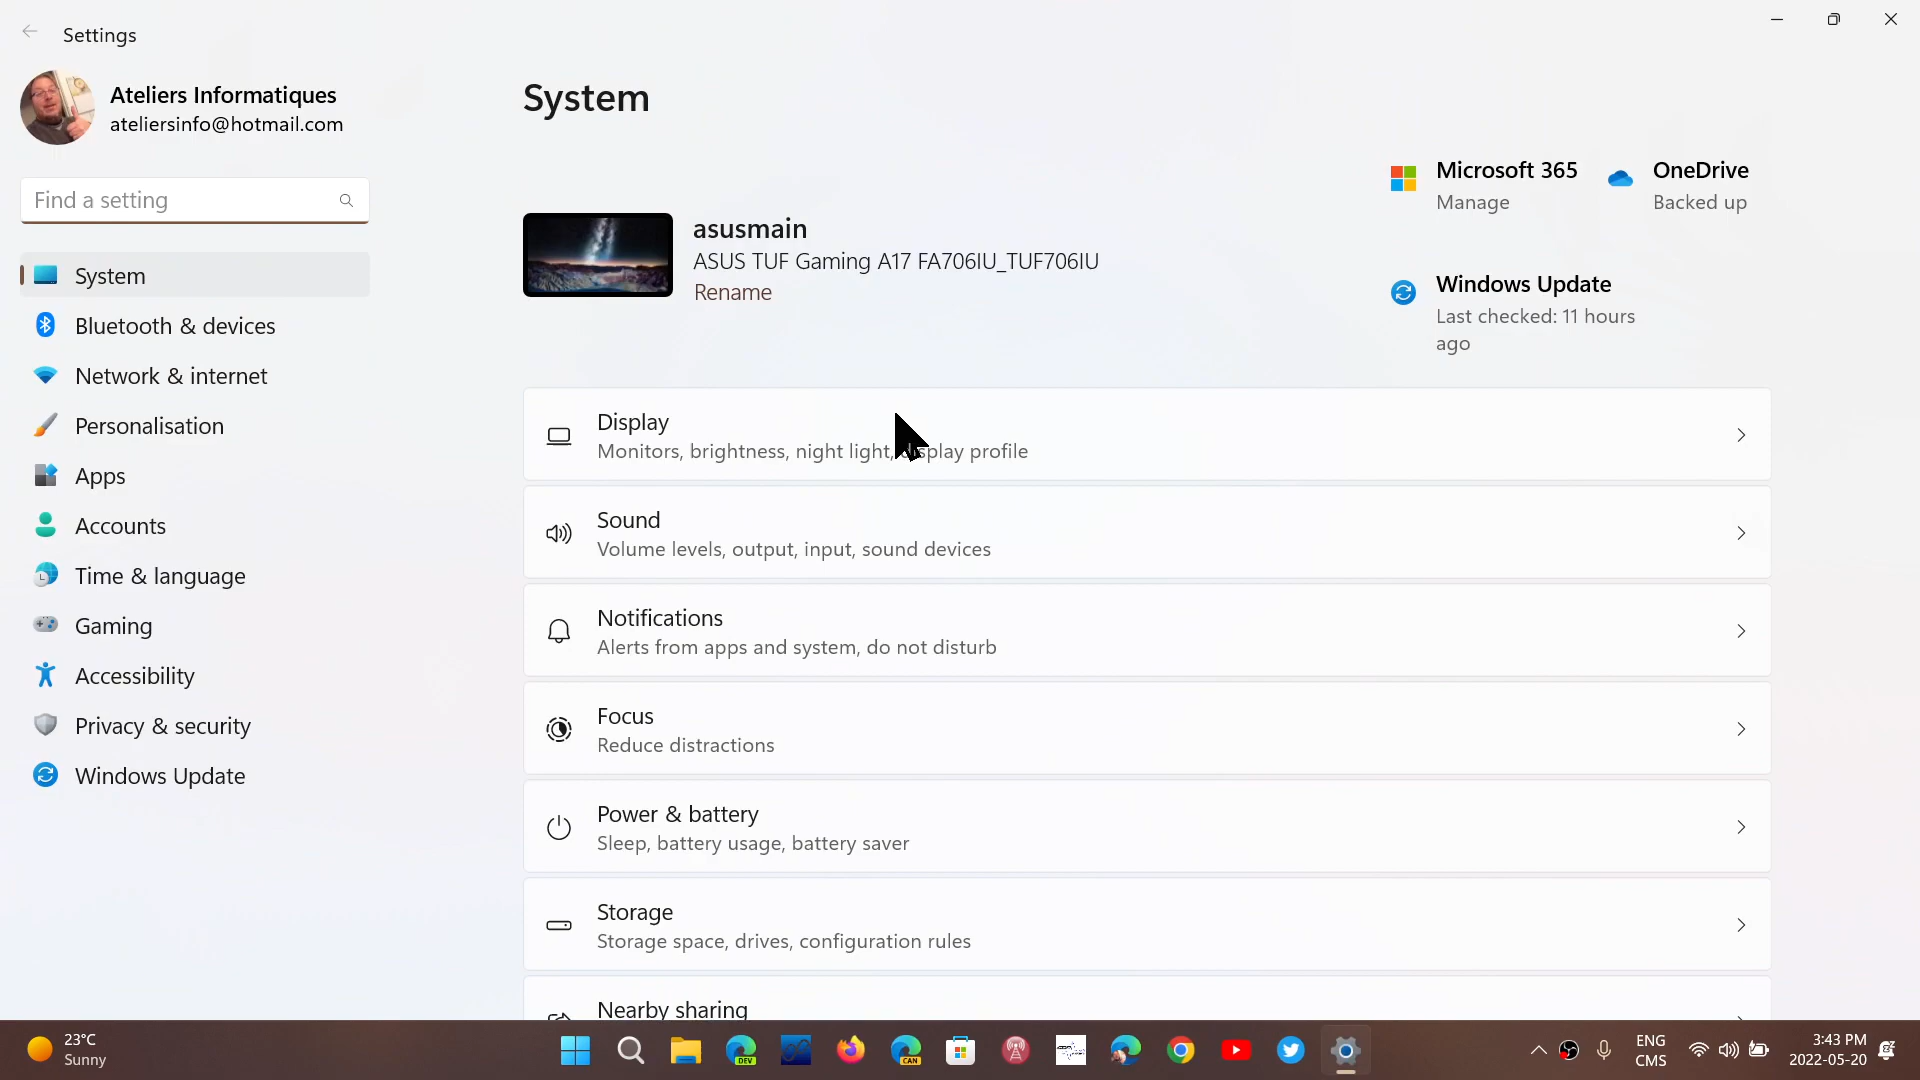 Settings
Ateliers Informatiques
ateliersinfo@hotmail.com
Find a setting
System
Bluetooth & devices
Network & internet
Personalisation
Apps
Accounts
Time & language
Gaming
Accessibility
Privacy & security
Windows Update
System
asusmain
ASUS TUF Gaming A17 FA706IU_TUF706IU
Rename
Microsoft 365
Manage
OneDrive
Backed up
Windows Update
Last checked: 11 hours
ago
Display
Monitors, brightness, night light, display profile
Sound
Volume levels, output, input, sound devices
Notifications
Alerts from apps and system, do not disturb
Focus
Reduce distractions
Power & battery
Sleep, battery usage, battery saver
Storage
Storage space, drives, configuration rules
Nearby sharing
23°C
Sunny
DEV
CAN
ENG
CMS
3:43 PM
2022-05-20